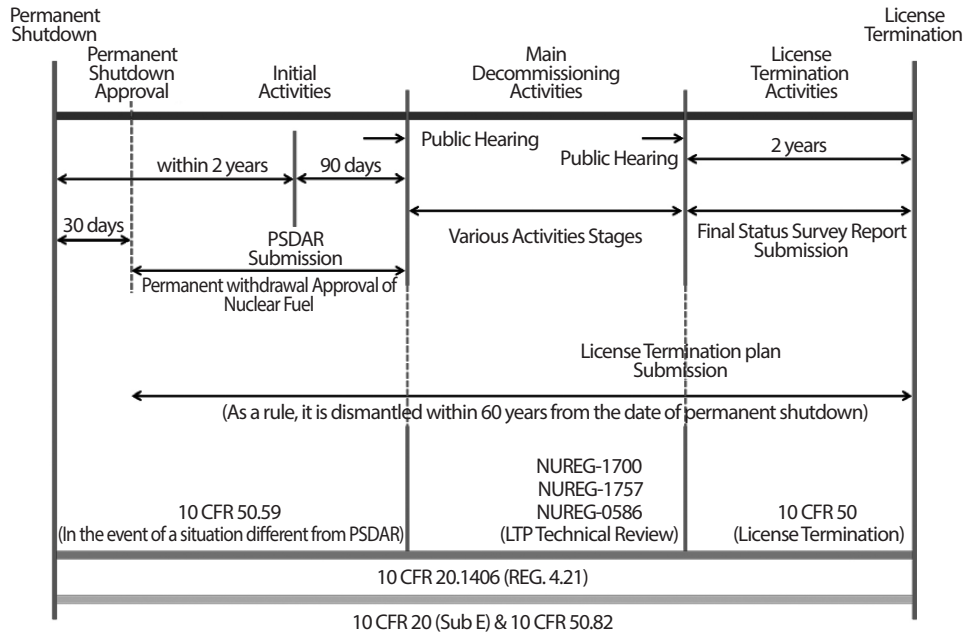 Permanent
Shutdown
License
Termination
Permanent
Shutdown
Approval
Initial
Activities
Main
Decommissioning
Activities
License
Termination
Activities
Public Hearing
Public Hearing
2 years
within 2 years
90 days
30 days
PSDAR
Submission
Various Activities Stages
Final Status Survey Report
Submission
Permanent withdrawal Approval of
Nuclear Fuel
License Termination plan
Submission
(As a rule, it is dismantled within 60 years from the date of permanent shutdown)
10 CFR 50.59
(In the event of a situation different from PSDAR)
NUREG-1700
NUREG-1757
NUREG-0586
(LTP Technical Review)
10 CFR 50
(License Termination)
10 CFR 20.1406 (REG. 4.21)
10 CFR 20 (Sub E) & 10 CFR 50.82